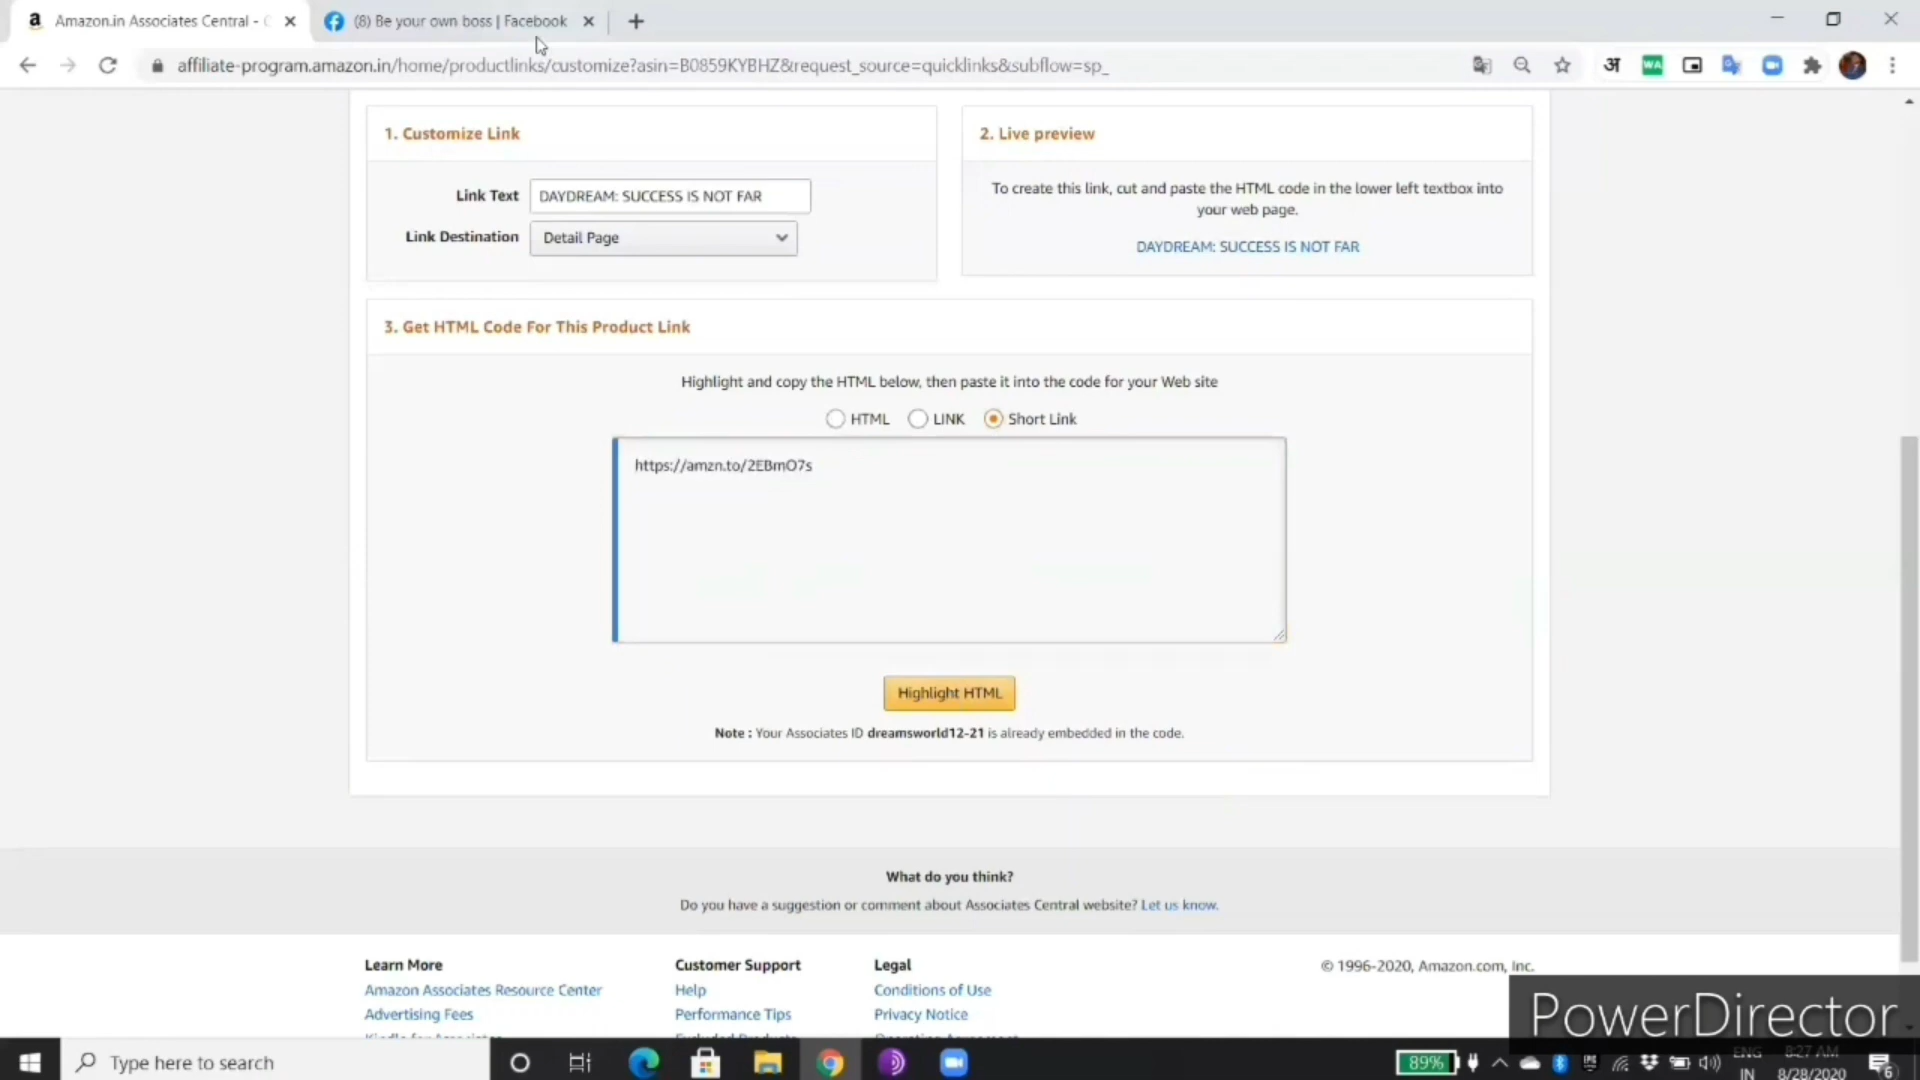 Amazon.in Associates Central -
(8) Be your own boss | Facebook
affiliate-program.amazon.in/home/productlinks/customize?asin=B0859KYBHZ&request_source=quicklinks&subflow=sp_
अ
WA
1. Customize Link
Link Text
DAYDREAM: SUCCESS IS NOT FAR
Link Destination
Detail Page
2. Live preview
To create this link, cut and paste the HTML code in the lower left textbox into
your web page.
DAYDREAM: SUCCESS IS NOT FAR
3. Get HTML Code For This Product Link
Highlight and copy the HTML below, then paste it into the code for your Web site
HTML
LINK
Short Link
https://amzn.to/2EBmO7s
Highlight HTML
Note : Your Associates ID dreamsworld12-21 is already embedded in the code.
What do you think?
Do you have a suggestion or comment about Associates Central website? Let us know.
Learn More
Amazon Associates Resource Center
Advertising Fees
Customer Support
Help
Performance Tips
Legal
Conditions of Use
Privacy Notice
© 1996-2020, Amazon.com, Inc.
PowerDirector
Type here to search
89%
ENG
IN
8:27 AM
8/28/2020
6